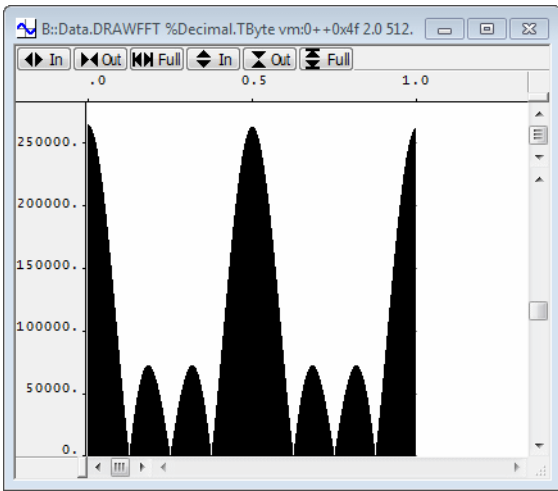 B::Data.DRAWFFT %Decimal.TByte vm:0++0x4f 2.0 512.
In Out Full In Out Full
.0 0.5 1.0
250000.
200000.
150000.
100000.
50000.
0.